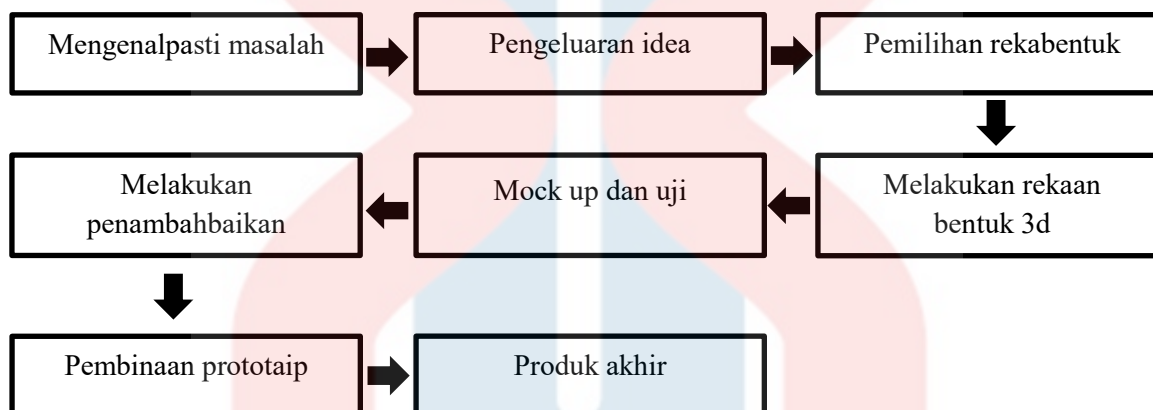 Mengenalpasti masalah
Pengeluaran idea
Pemilihan rekabentuk
Melakukan rekaan
bentuk 3d
Mock up dan uji
Melakukan
penambahbaikan
Pembinaan prototaip
Produk akhir